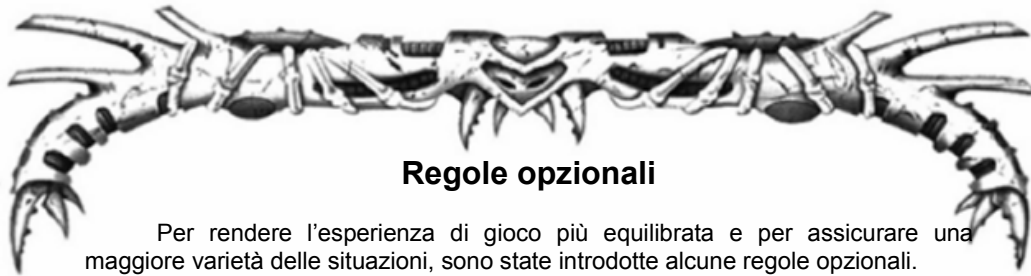 Regole opzionali
Per rendere l’esperienza di gioco più equilibrata e per assicurare una
maggiore varietà delle situazioni, sono state introdotte alcune regole opzionali.